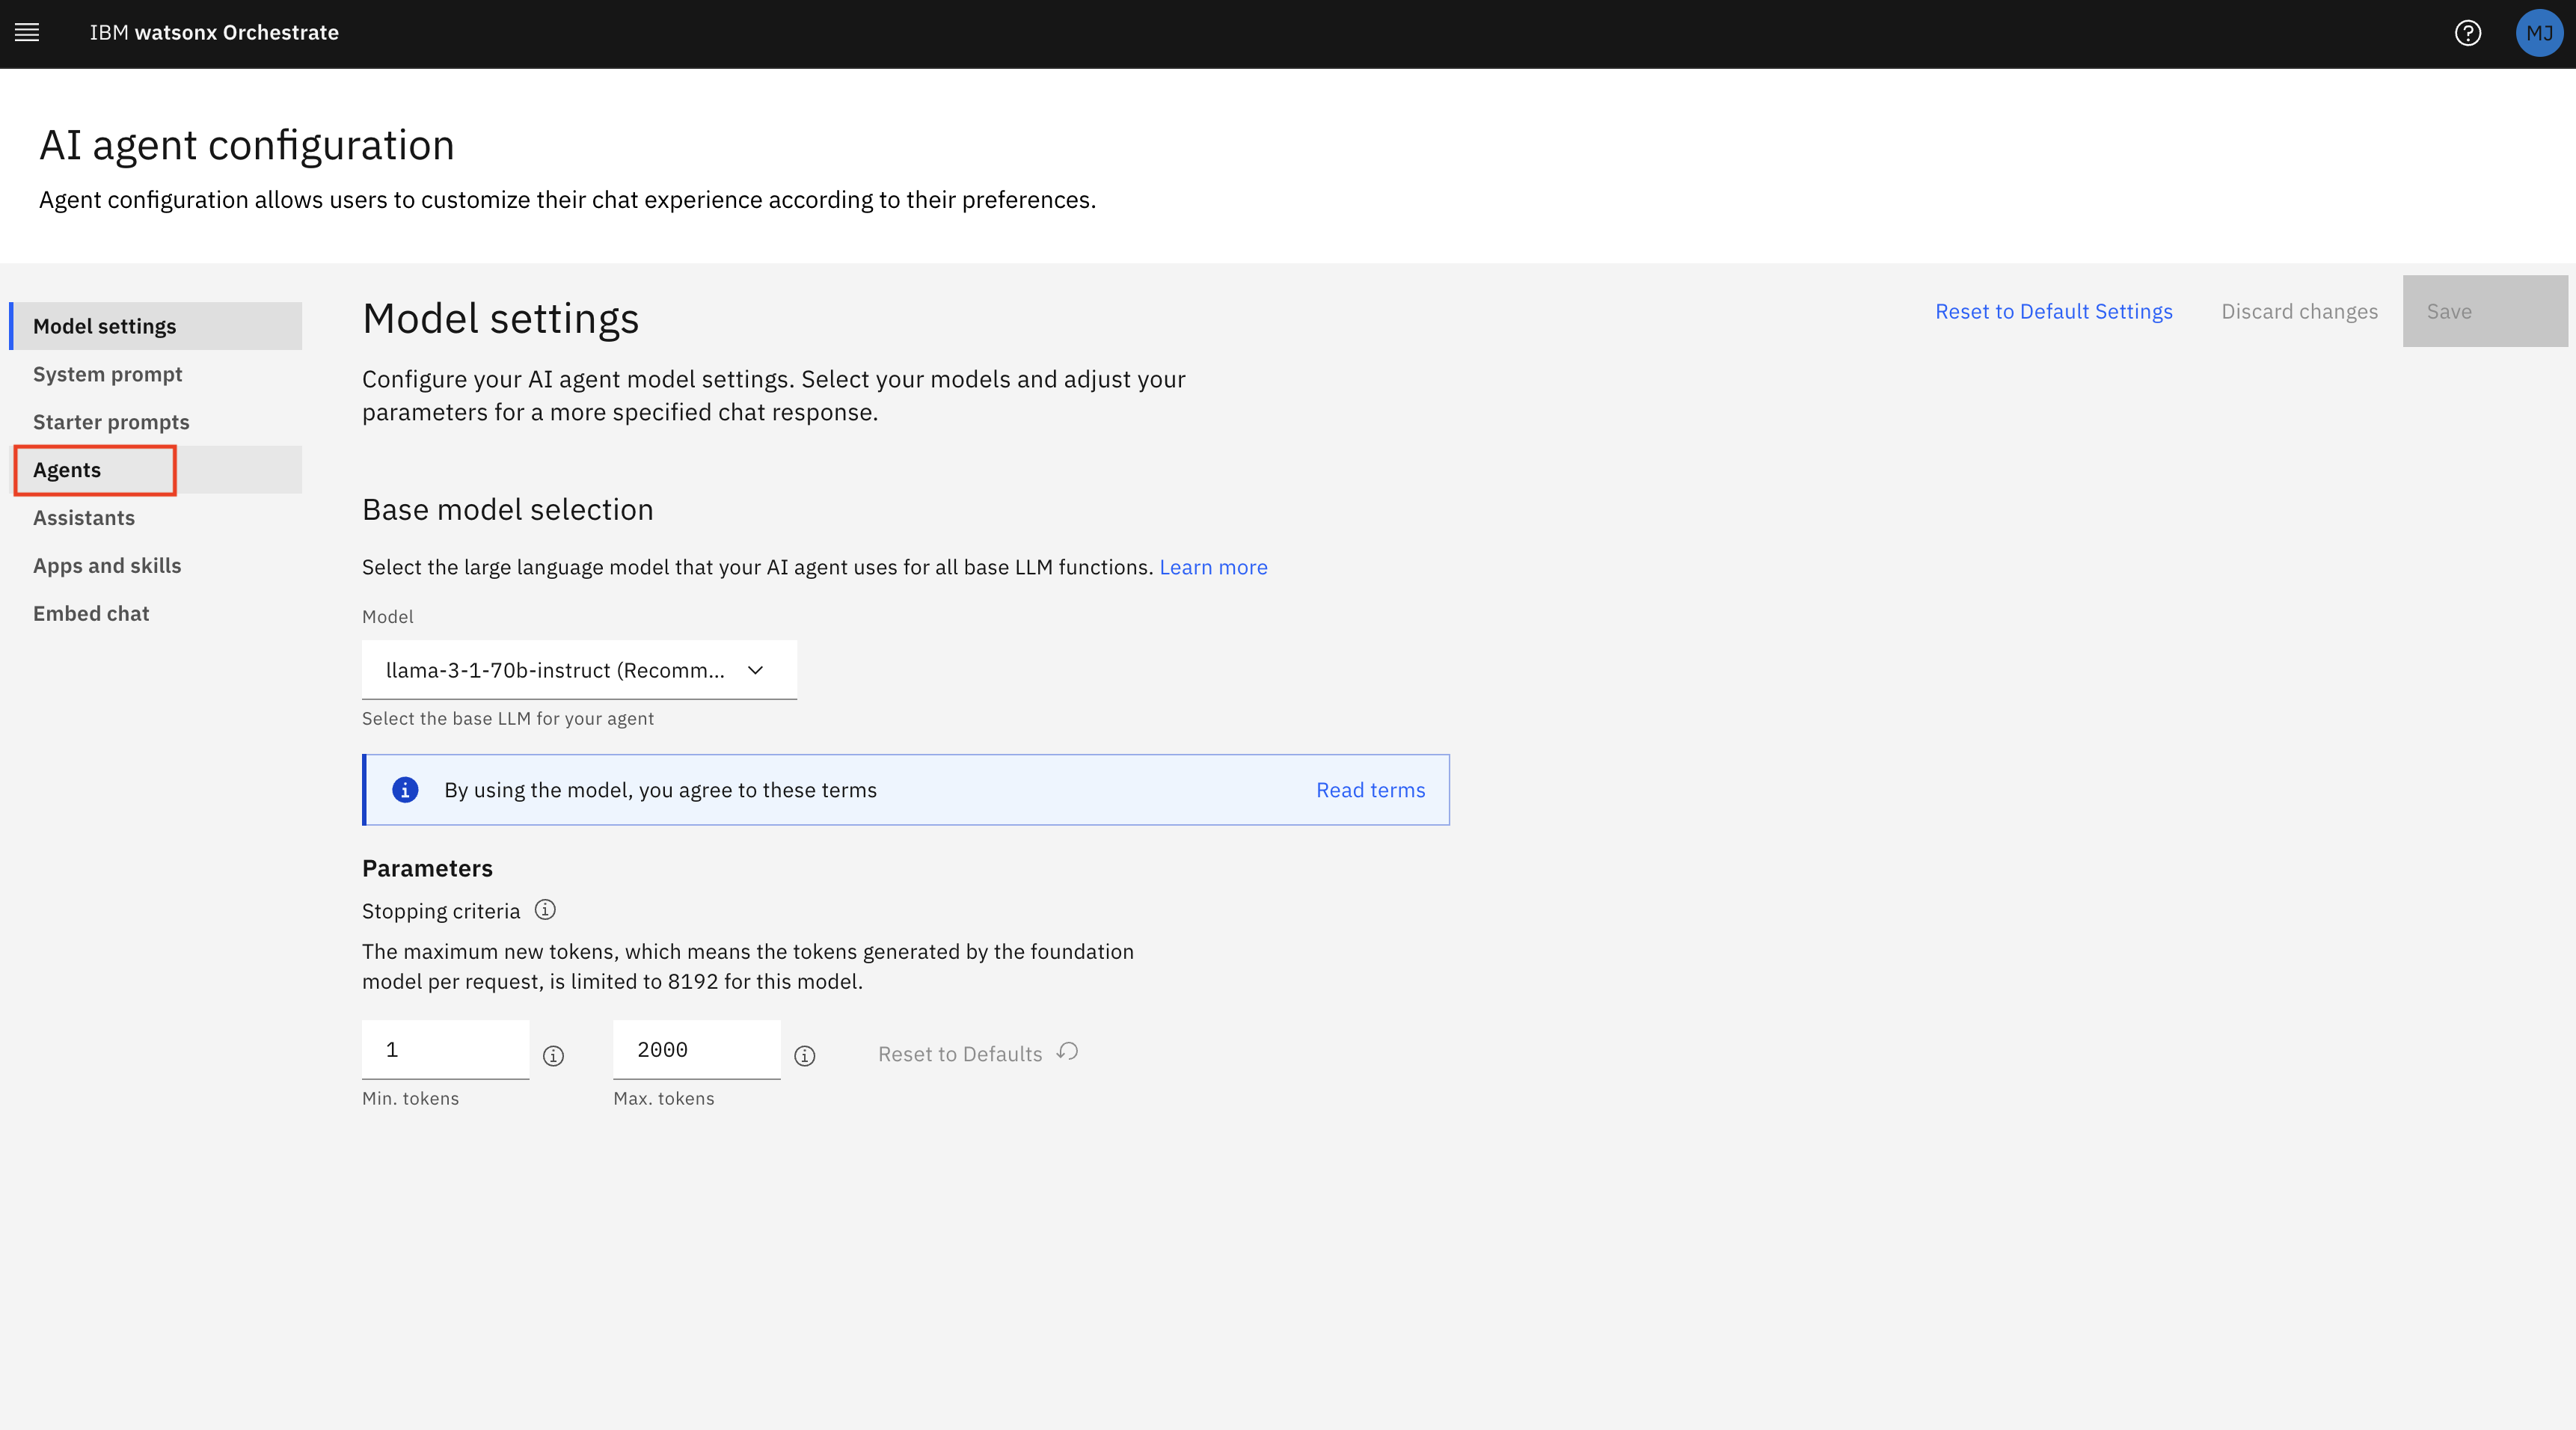 IBM watsonx Orchestrate
MJ
AI agent configuration
Agent configuration allows users to customize their chat experience according to their preferences.
Model settings
System prompt
Starter prompts
Agents
Assistants
Apps and skills
Embed chat
Model settings
Reset to Default Settings
Discard changes
Save
Configure your AI agent model settings. Select your models and adjust your
parameters for a more specified chat response.
Base model selection
Select the large language model that your AI agent uses for all base LLM functions. Learn more
Model
llama-3-1-70b-instruct (Recomm...
Select the base LLM for your agent
By using the model, you agree to these terms
Read terms
Parameters
Stopping criteria
The maximum new tokens, which means the tokens generated by the foundation
model per request, is limited to 8192 for this model.
1
2000
Reset to Defaults
Min. tokens
Max. tokens